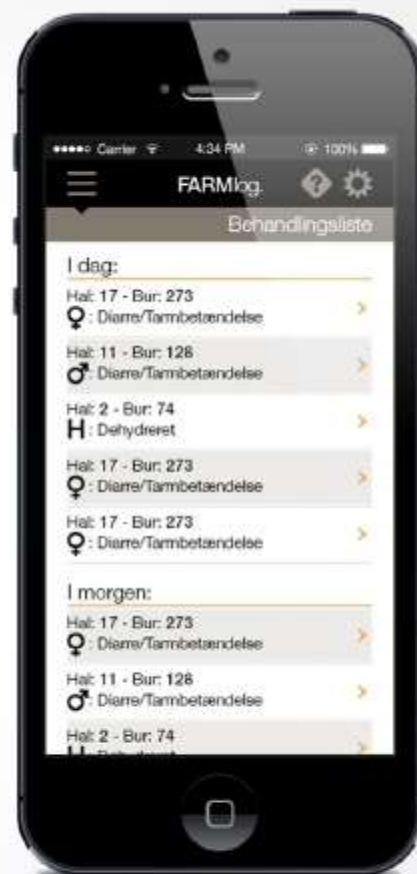 Carrier 4:34 PM 100%
FARMlog.
Behandlingsliste
I dag:
Hal: 17 - Bur: 273
♀ : Diarre/Tarmbetændelse
Hal: 11 - Bur: 128
♂ : Diarre/Tarmbetændelse
Hal: 2 - Bur: 74
H : Dehydreret
Hal: 17 - Bur: 273
♀ : Diarre/Tarmbetændelse
Hal: 17 - Bur: 273
♀ : Diarre/Tarmbetændelse
I morgen:
Hal: 17 - Bur: 273
♀ : Diarre/Tarmbetændelse
Hal: 11 - Bur: 128
♂ : Diarre/Tarmbetændelse
Hal: 2 - Bur: 74
H : Dehydreret